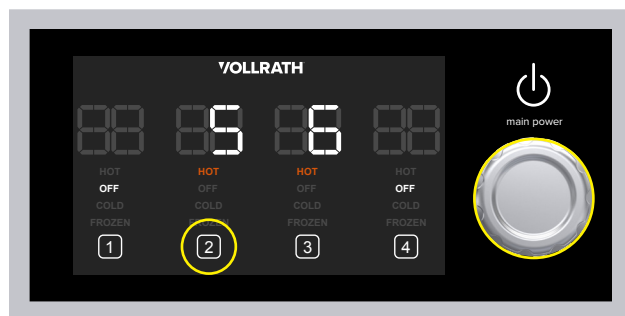 VOLLRATH
main power
5 6
HOT HOT HOT HOT
OFF OFF OFF OFF
COLD COLD COLD COLD
FROZEN FROZEN FROZEN FROZEN
1 2 3 4